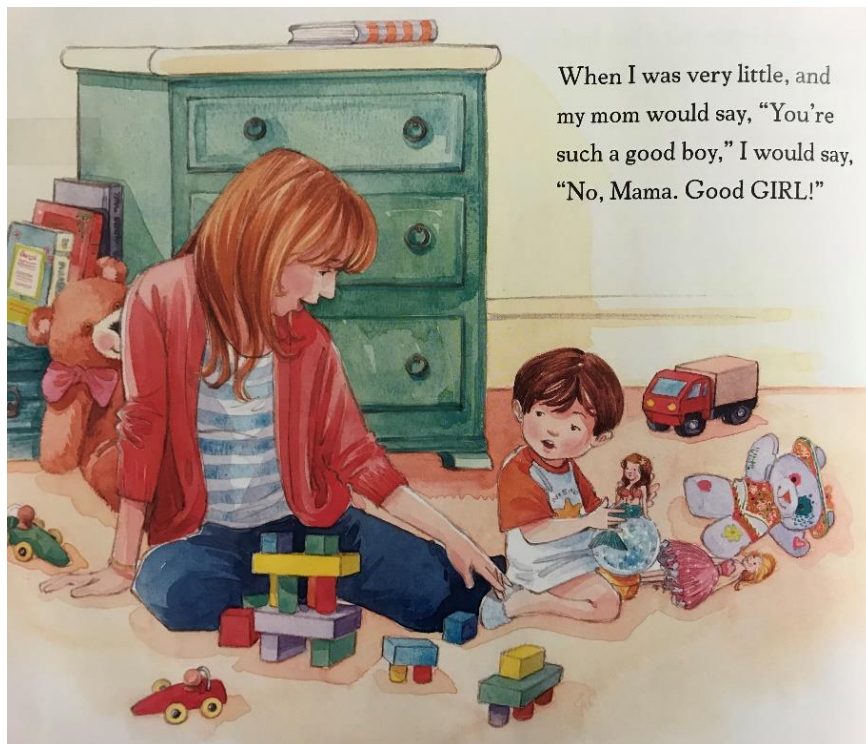 When I was very little, and
my mom would say, “You’re
such a good boy,” I would say,
“No, Mama. Good GIRL!”